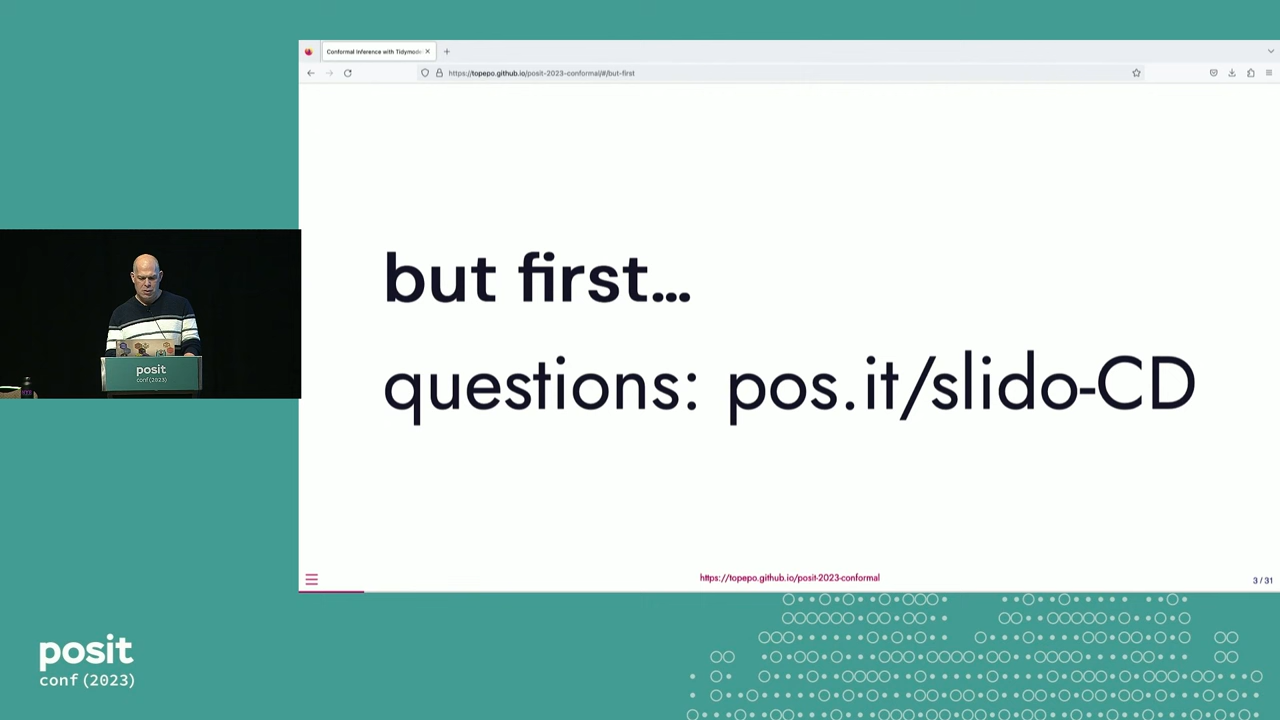 Conformal Inference with Tidymod
https://topepo.github.io/posit-2023-conformal/#/but-first
but first...
questions: pos.it/slido-CD
posit
conf(2023)
https://topepo.github.io/posit-2023-conformal
3 / 31
posit
conf(2023)